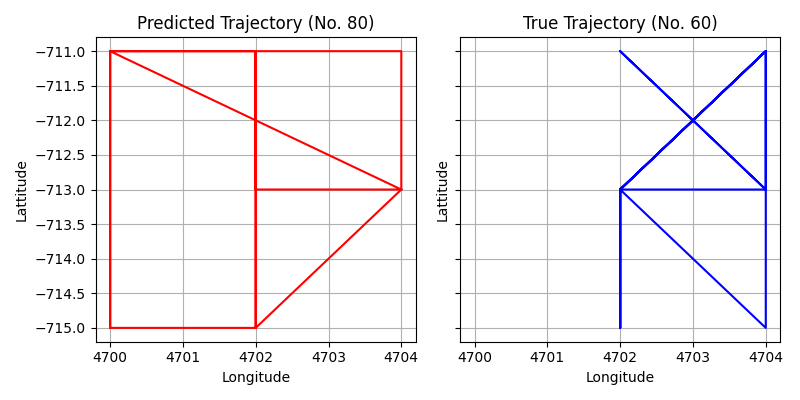 Predicted Trajectory (No. 80)
True Trajectory (No. 60)
−711.0
−711.5
−712.0
−712.5
−713.0
−713.5
−714.0
−714.5
−715.0
Lattitude
Lattitude
4700 4701 4702 4703 4704
4700 4701 4702 4703 4704
Longitude
Longitude